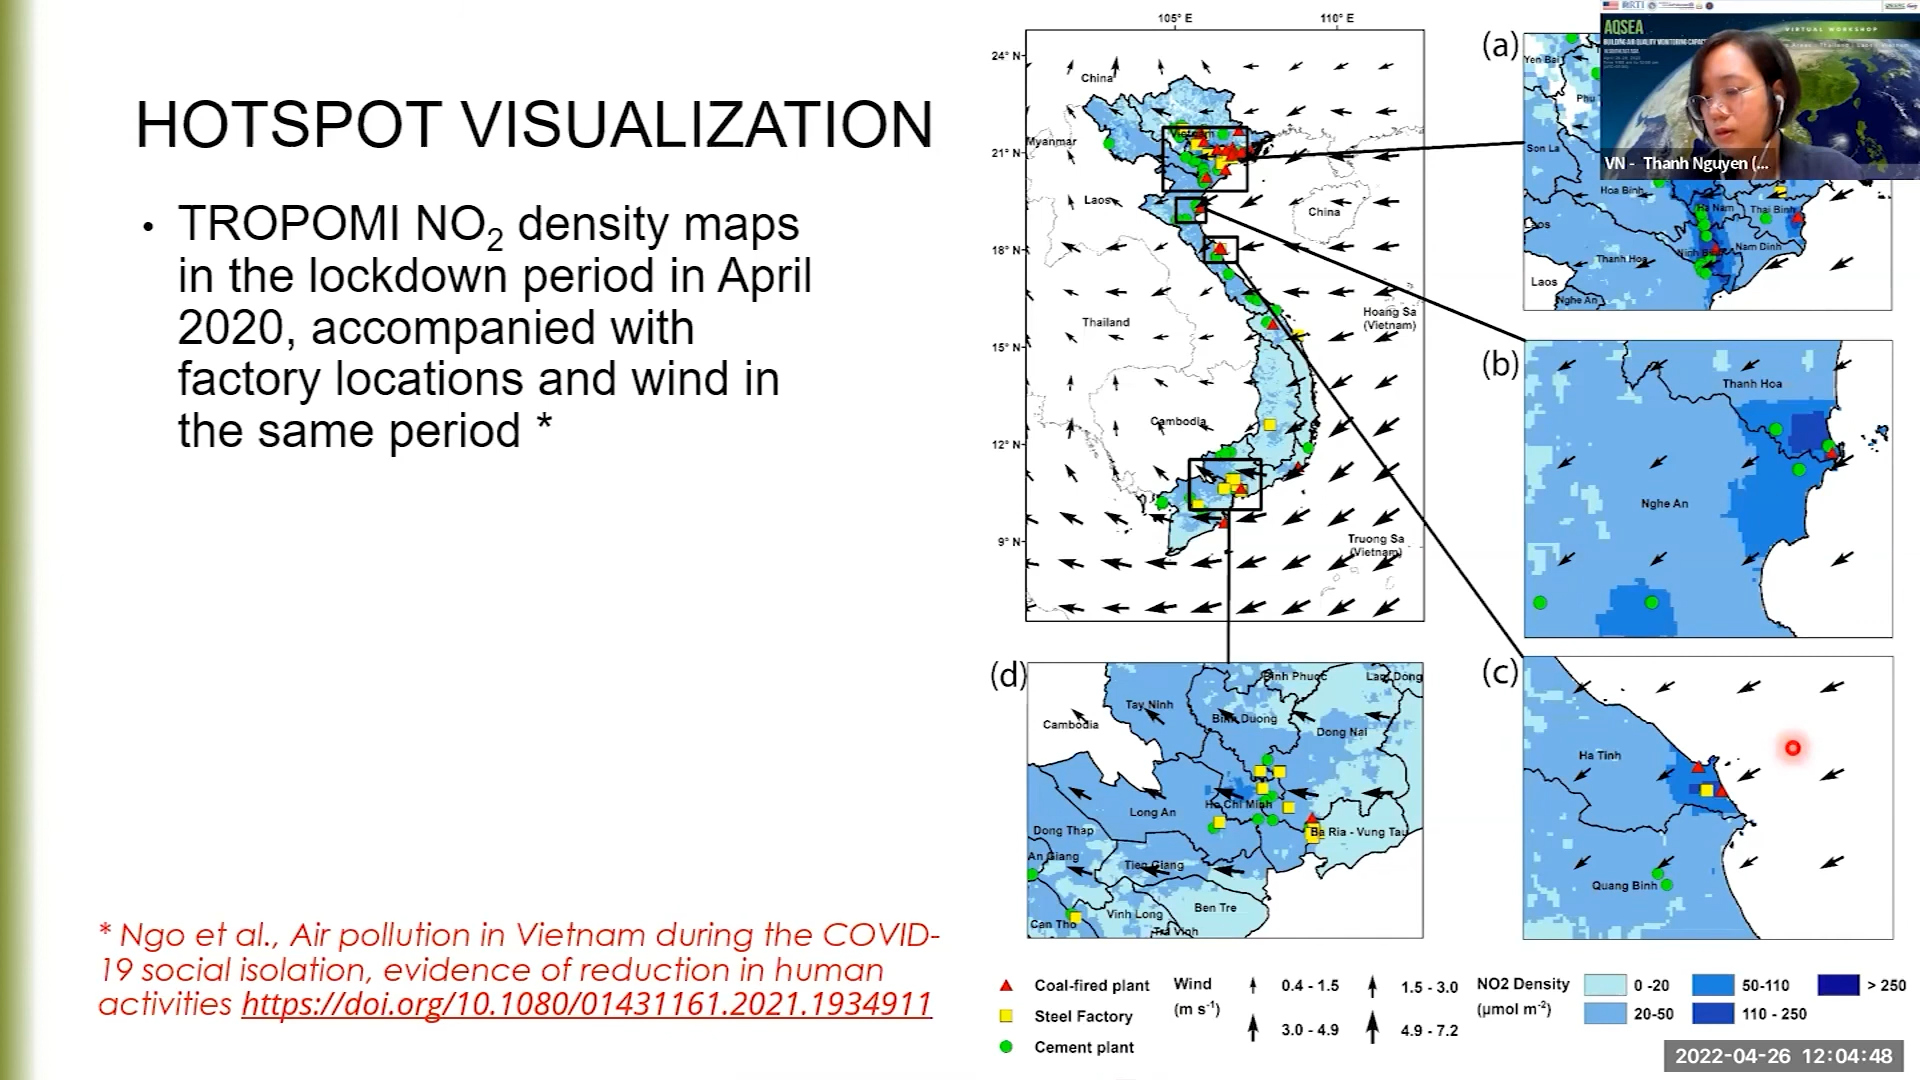 HOTSPOT VISUALIZATION
• TROPOMI NO2 density maps
in the lockdown period in April
2020, accompanied with
factory locations and wind in
the same period *
* Ngo et al., Air pollution in Vietnam during the COVID-
19 social isolation, evidence of reduction in human
activities https://doi.org/10.1080/01431161.2021.1934911
105° E 110° E
24° N
21° N
18° N
15° N
12° N
9° N
China
Vietnam
Myanmar
Laos
China
Thailand
Hoang Sa
(Vietnam)
Cambodia
Truong Sa
(Vietnam)
(a)
Yen Bai
Phu
Son La
Hoa Binh
Ha Nam
Thai Binh
Laos
Nam Dinh
Ninh Binh
Thanh Hoa
Laos
Nghe An
AQSEA
VIRTUAL WORKSHOP
VN - Thanh Nguyen (...
(b)
Thanh Hoa
Nghe An
(c)
Ha Tinh
Quang Binh
(d)
Binh Phuoc
Lam Dong
Tay Ninh
Cambodia
Binh Duong
Dong Nai
Long An
Ho Chi Minh
Dong Thap
Ba Ria - Vung Tau
An Giang
Tien Giang
Vinh Long
Ben Tre
Can Tho
Tra Vinh
Coal-fired plant
Steel Factory
Cement plant
Wind
(m s-1)
0.4 - 1.5
1.5 - 3.0
3.0 - 4.9
4.9 - 7.2
NO2 Density
(µmol m-2)
0 -20
50-110
> 250
20-50
110 - 250
2022-04-26 12:04:48